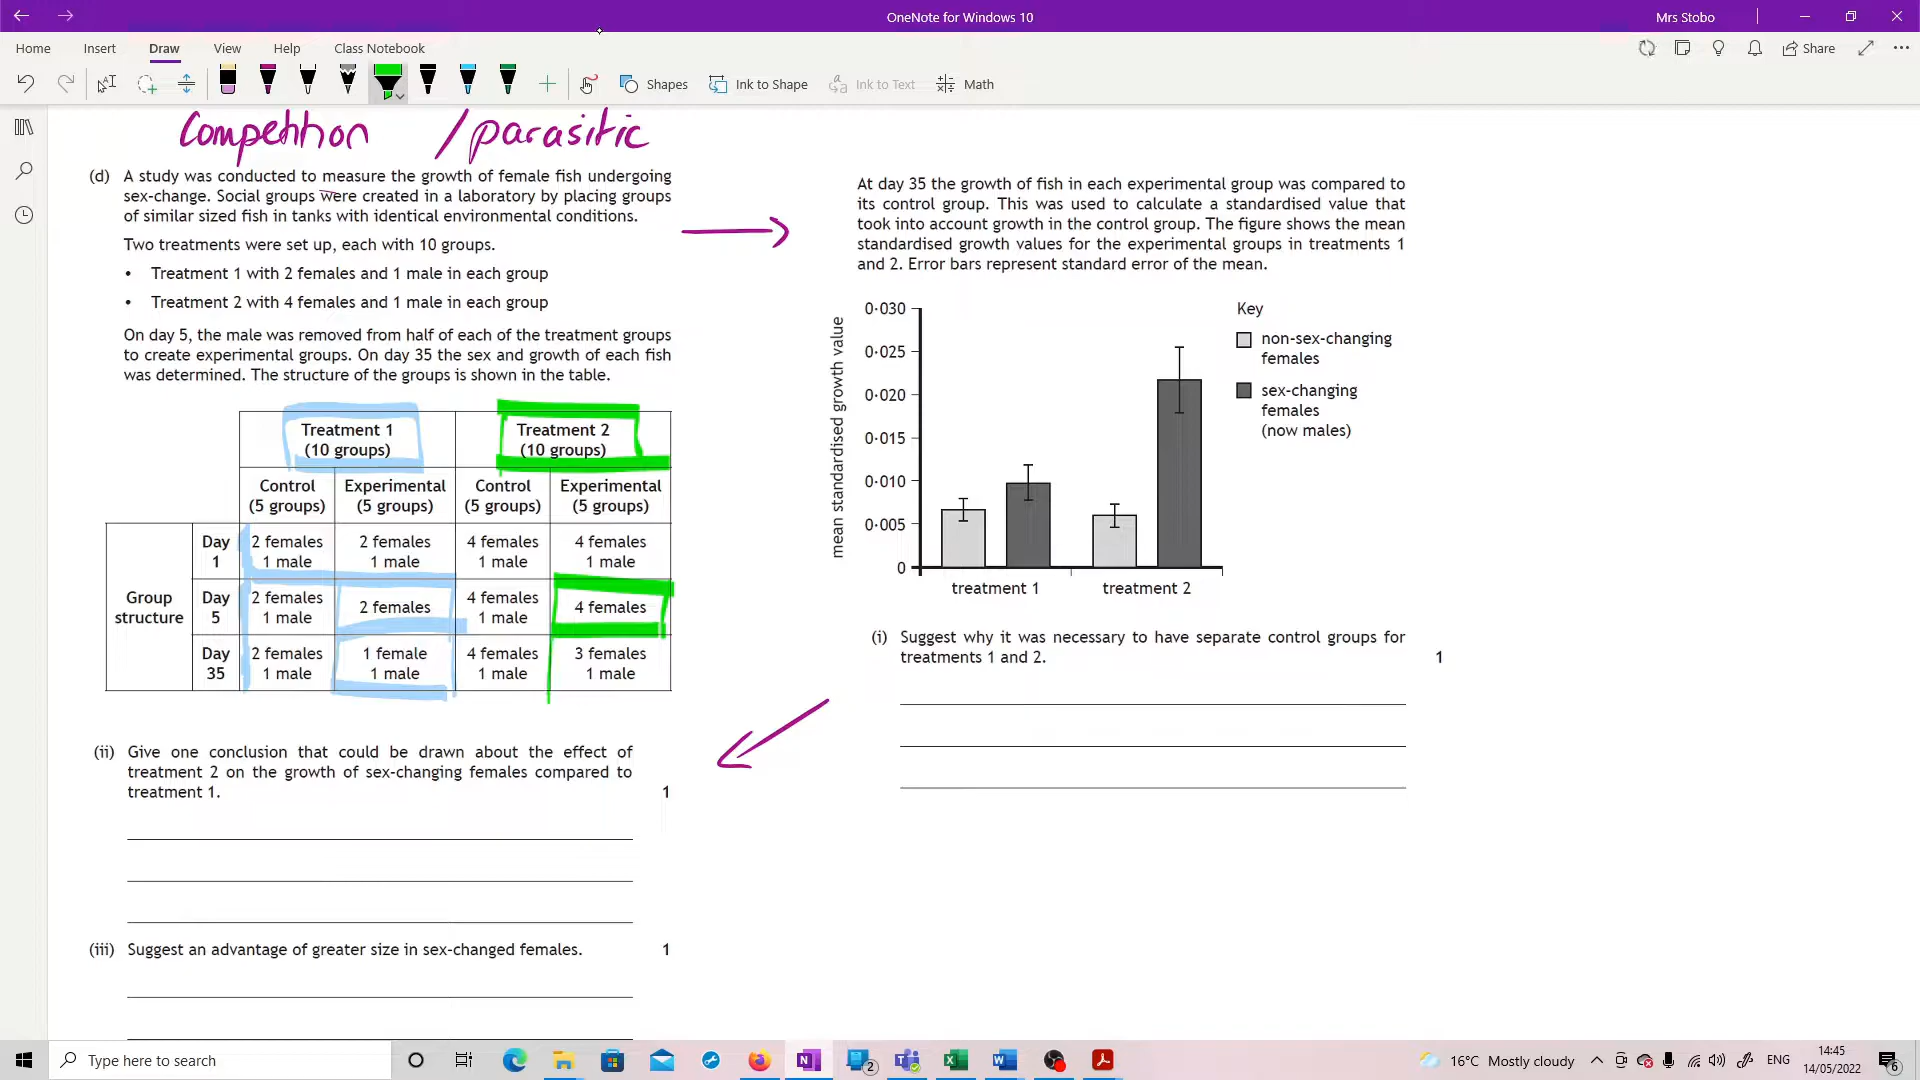 OneNote for Windows 10
Mrs Stobo
Home Insert Draw View Help Class Notebook
Share
Shapes Ink to Shape Ink to Text Math
Competition / parasitic
(d) A study was conducted to measure the growth of female fish undergoing
sex-change. Social groups were created in a laboratory by placing groups
of similar sized fish in tanks with identical environmental conditions.
Two treatments were set up, each with 10 groups.
• Treatment 1 with 2 females and 1 male in each group
• Treatment 2 with 4 females and 1 male in each group
On day 5, the male was removed from half of each of the treatment groups
to create experimental groups. On day 35 the sex and growth of each fish
was determined. The structure of the groups is shown in the table.
Treatment 1 Treatment 2
(10 groups) (10 groups)
Control Experimental Control Experimental
(5 groups) (5 groups) (5 groups) (5 groups)
Group structure
Day 1
2 females 1 male
2 females 1 male
4 females 1 male
4 females 1 male
Day 5
2 females 1 male
2 females
4 females 1 male
4 females
Day 35
2 females 1 male
1 female 1 male
4 females 1 male
3 females 1 male
At day 35 the growth of fish in each experimental group was compared to
its control group. This was used to calculate a standardised value that
took into account growth in the control group. The figure shows the mean
standardised growth values for the experimental groups in treatments 1
and 2. Error bars represent standard error of the mean.
mean standardised growth value
0·030
0·025
0·020
0·015
0·010
0·005
0
treatment 1 treatment 2
Key
non-sex-changing
females
sex-changing
females
(now males)
(i) Suggest why it was necessary to have separate control groups for
treatments 1 and 2. 1
(ii) Give one conclusion that could be drawn about the effect of
treatment 2 on the growth of sex-changing females compared to
treatment 1. 1
(iii) Suggest an advantage of greater size in sex-changed females. 1
Type here to search
2
16°C Mostly cloudy
ENG
14:45
14/05/2022
6